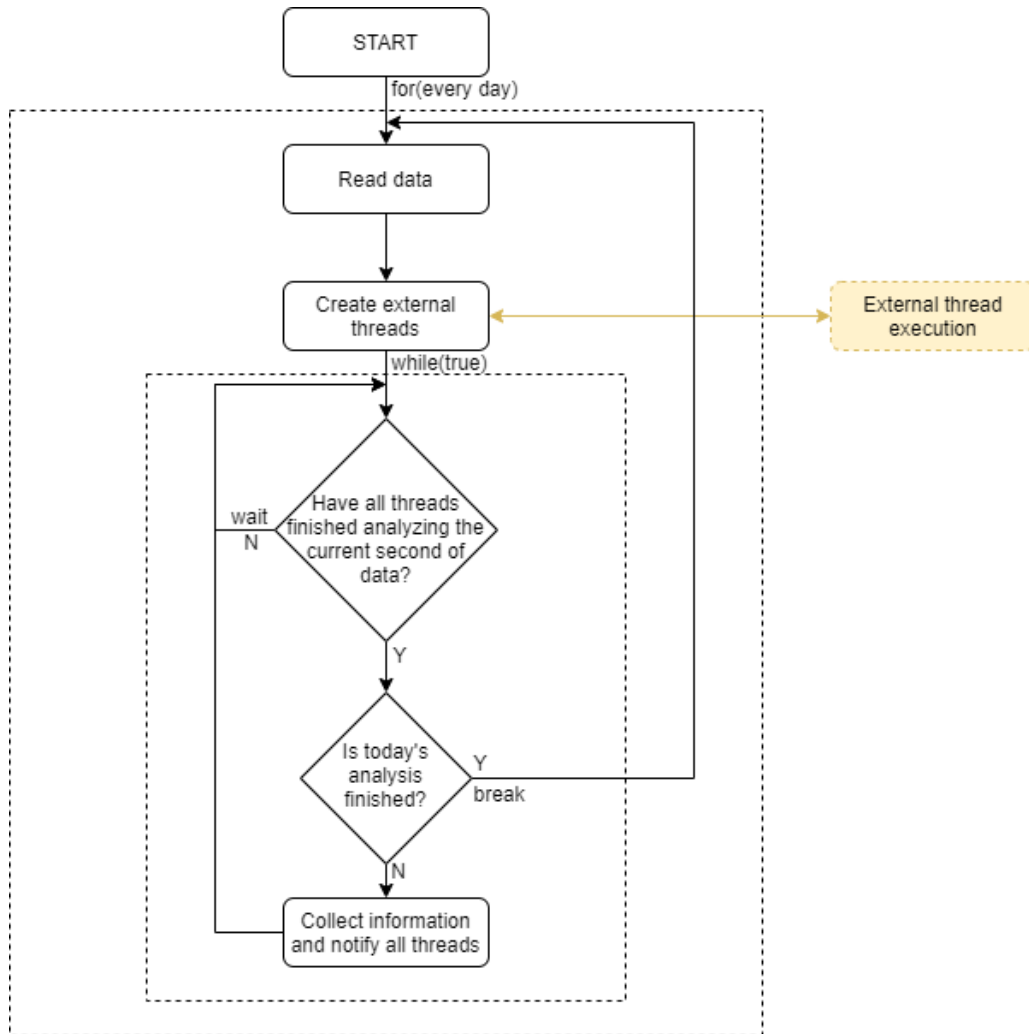 START
for(every day)
Read data
Create external
threads
External thread
execution
while(true)
Have all threads
finished analyzing the
current second of
data?
wait
N
Y
Is today's
analysis
finished?
Y
break
N
Collect information
and notify all threads